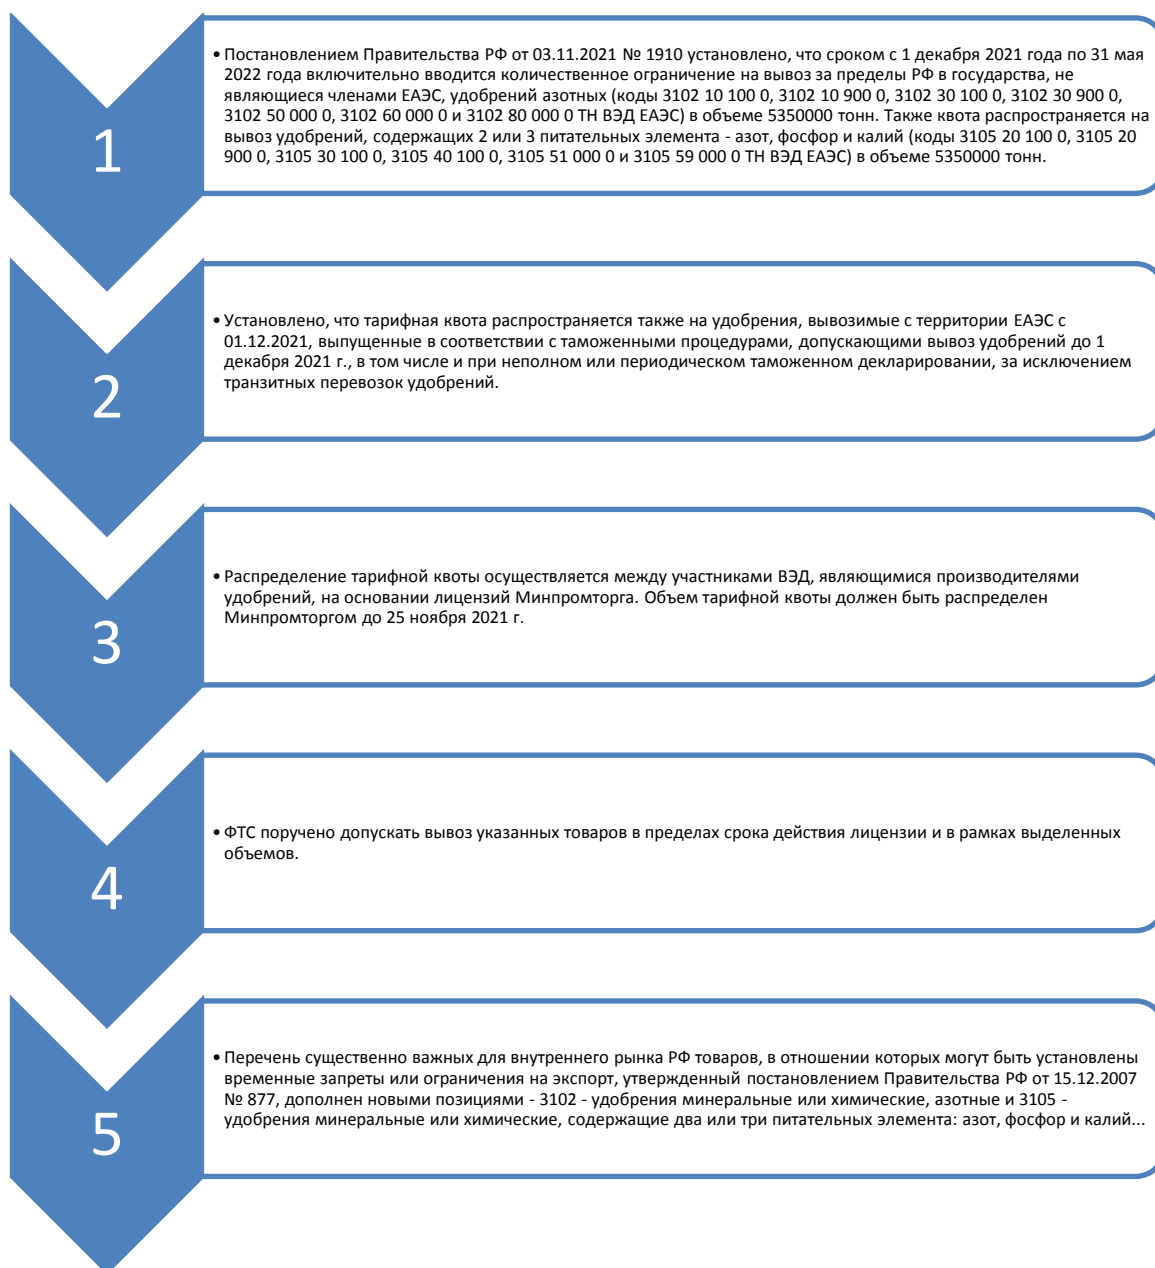 1
• Постановлением Правительства РФ от 03.11.2021 № 1910 установлено, что сроком с 1 декабря 2021 года по 31 мая
2022 года включительно вводится количественное ограничение на вывоз за пределы РФ в государства, не
являющиеся членами ЕАЭС, удобрений азотных (коды 3102 10 100 0, 3102 10 900 0, 3102 30 100 0, 3102 30 900 0,
3102 50 000 0, 3102 60 000 0 и 3102 80 000 0 ТН ВЭД ЕАЭС) в объеме 5350000 тонн. Также квота распространяется на
вывоз удобрений, содержащих 2 или 3 питательных элемента - азот, фосфор и калий (коды 3105 20 100 0, 3105 20
900 0, 3105 30 100 0, 3105 40 100 0, 3105 51 000 0 и 3105 59 000 0 ТН ВЭД ЕАЭС) в объеме 5350000 тонн.
2
• Установлено, что тарифная квота распространяется также на удобрения, вывозимые с территории ЕАЭС с
01.12.2021, выпущенные в соответствии с таможенными процедурами, допускающими вывоз удобрений до 1
декабря 2021 г., в том числе и при неполном или периодическом таможенном декларировании, за исключением
транзитных перевозок удобрений.
3
• Распределение тарифной квоты осуществляется между участниками ВЭД, являющимися производителями
удобрений, на основании лицензий Минпромторга. Объем тарифной квоты должен быть распределен
Минпромторгом до 25 ноября 2021 г.
4
• ФТС поручено допускать вывоз указанных товаров в пределах срока действия лицензии и в рамках выделенных
объемов.
5
• Перечень существенно важных для внутреннего рынка РФ товаров, в отношении которых могут быть установлены
временные запреты или ограничения на экспорт, утвержденный постановлением Правительства РФ от 15.12.2007
№ 877, дополнен новыми позициями - 3102 - удобрения минеральные или химические, азотные и 3105 -
удобрения минеральные или химические, содержащие два или три питательных элемента: азот, фосфор и калий...